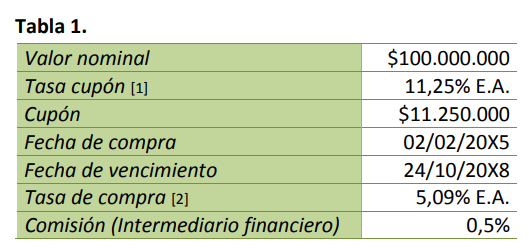 Tabla 1.
Valor nominal $100.000.000
Tasa cupón [1] 11,25% E.A.
Cupón $11.250.000
Fecha de compra 02/02/20X5
Fecha de vencimiento 24/10/20X8
Tasa de compra [2] 5,09% E.A.
Comisión (Intermediario financiero) 0,5%